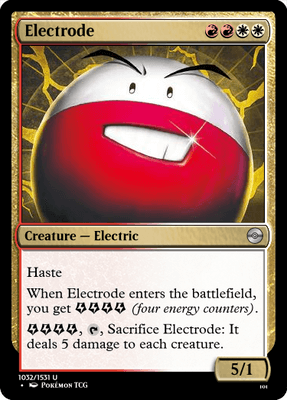 Electrode
Creature — Electric
Haste
When Electrode enters the battlefield,
you get (four energy counters).
, , Sacrifice Electrode: It
deals 5 damage to each creature.
5/1
1032/1531 U
• Pokémon TCG